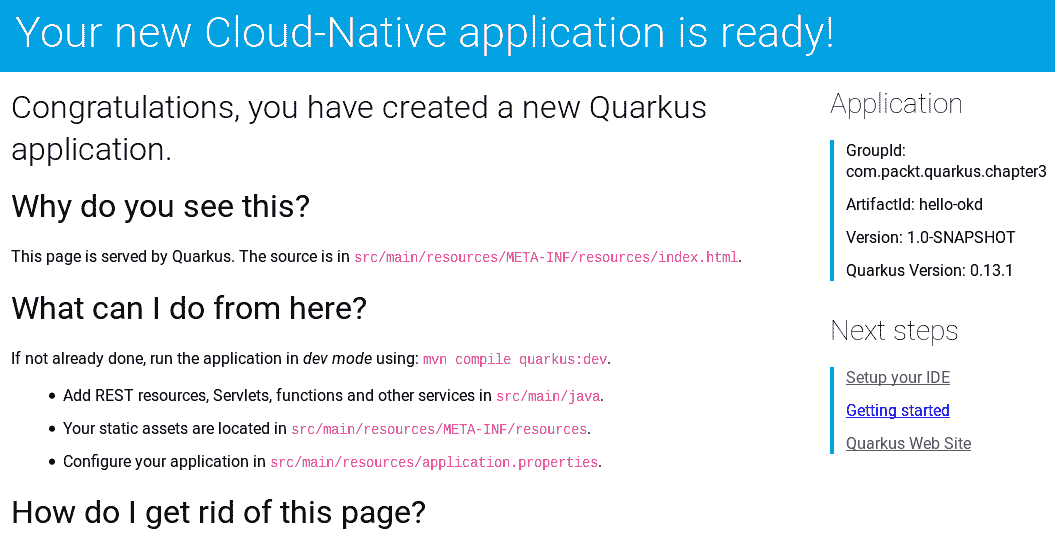 Your new Cloud-Native application is ready!
Congratulations, you have created a new Quarkus
application.
Why do you see this?
This page is served by Quarkus. The source is in src/main/resources/META-INF/resources/index.html.
What can I do from here?
If not already done, run the application in dev mode using: mvn compile quarkus:dev.
• Add REST resources, Servlets, functions and other services in src/main/java.
• Your static assets are located in src/main/resources/META-INF/resources.
• Configure your application in src/main/resources/application.properties.
How do I get rid of this page?
Application
GroupId:
com.packt.quarkus.chapter3
ArtifactId: hello-okd
Version: 1.0-SNAPSHOT
Quarkus Version: 0.13.1
Next steps
Setup your IDE
Getting started
Quarkus Web Site